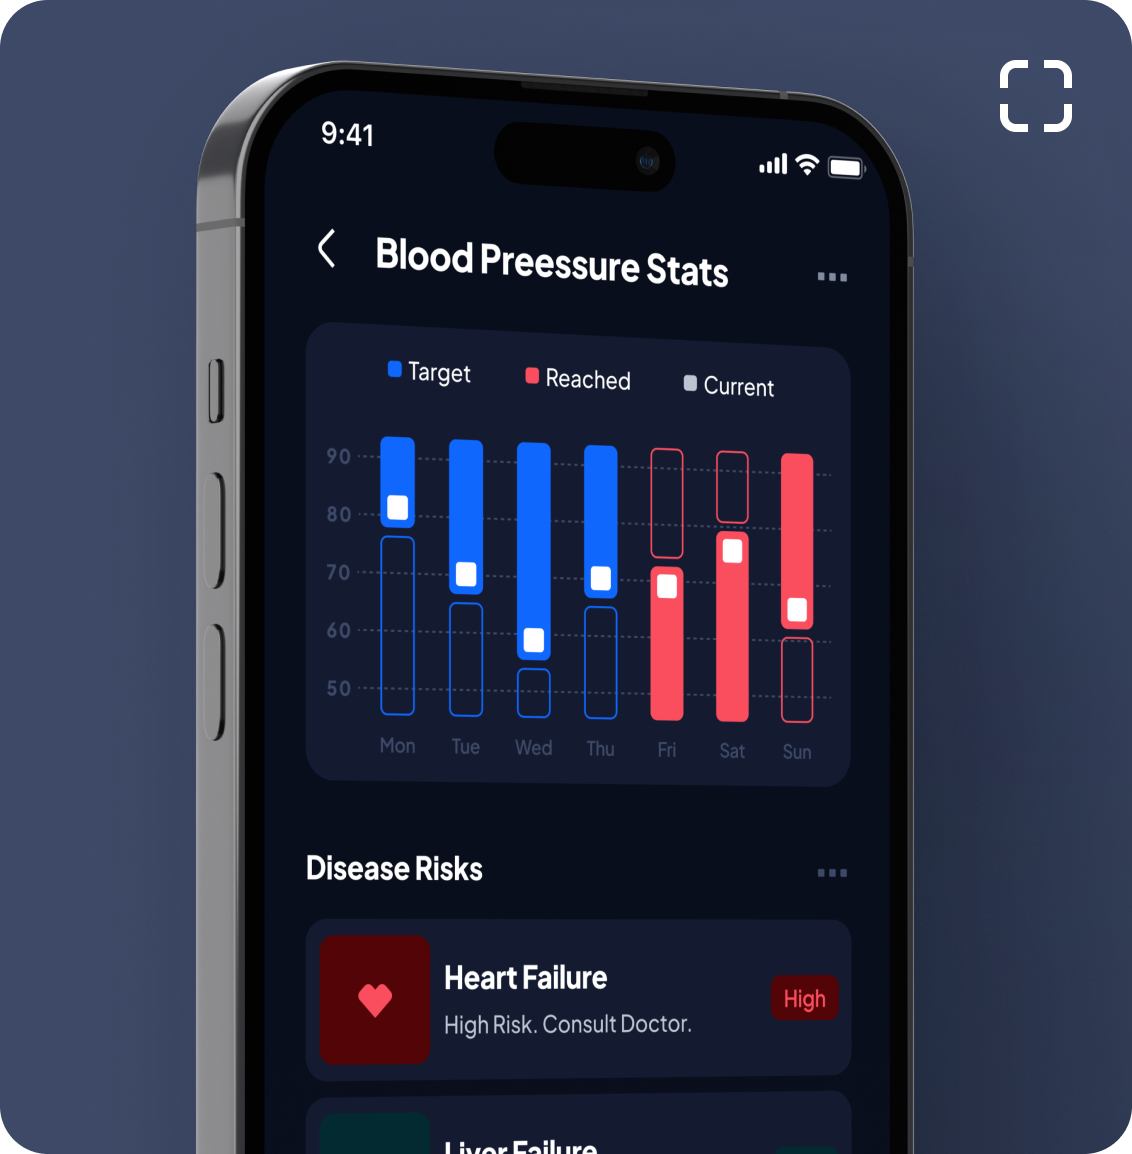 9:41
Blood Preessure Stats
Target Reached Current
90
80
70
60
50
Mon Tue Wed Thu Fri Sat Sun
Disease Risks
Heart Failure
High Risk. Consult Doctor.
High
Liver Failure